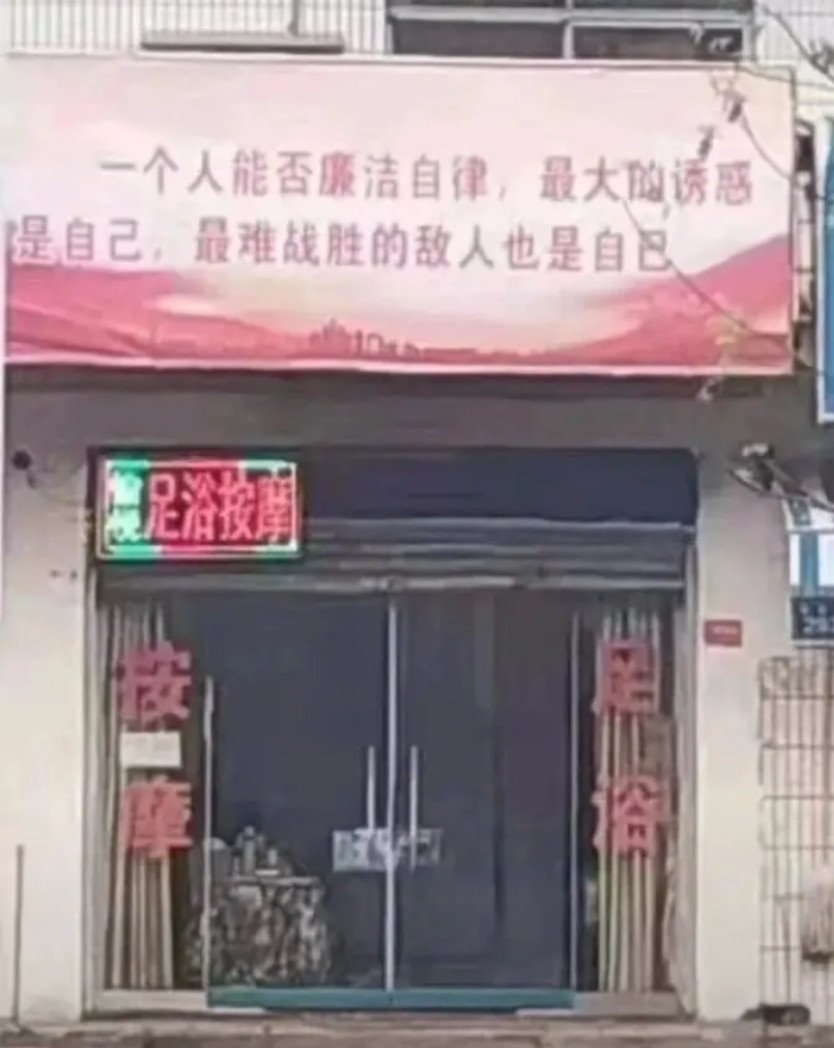 一个人能否廉洁自律，最大的诱惑
是自己，最难战胜的敌人也是自己
足浴按摩
按
摩
足
浴